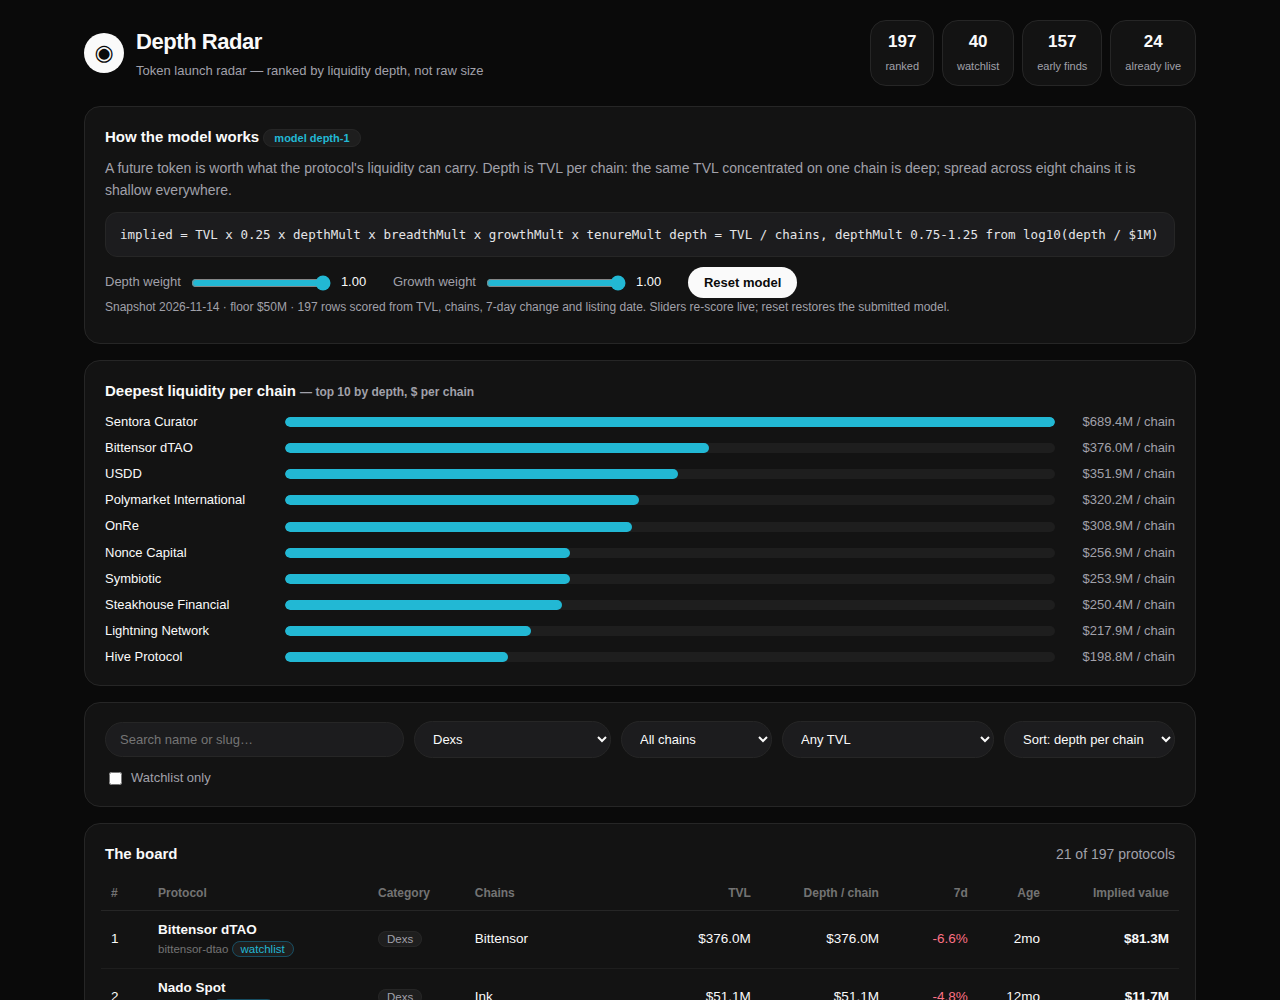 Depth Radar
Token launch radar — ranked by liquidity depth, not raw size
197 ranked
40 watchlist
157 early finds
24 already live
How the model works model depth-1
A future token is worth what the protocol's liquidity can carry. Depth is TVL per chain: the same TVL concentrated on one chain is deep; spread across eight chains it is
shallow everywhere.
implied = TVL x 0.25 x depthMult x breadthMult x growthMult x tenureMult depth = TVL / chains, depthMult 0.75-1.25 from log10(depth / $1M)
Depth weight 1.00 Growth weight 1.00 Reset model
Snapshot 2026-11-14 · floor $50M · 197 rows scored from TVL, chains, 7-day change and listing date. Sliders re-score live; reset restores the submitted model.
Deepest liquidity per chain — top 10 by depth, $ per chain
Sentora Curator $689.4M / chain
Bittensor dTAO $376.0M / chain
USDD $351.9M / chain
Polymarket International $320.2M / chain
OnRe $308.9M / chain
Nonce Capital $256.9M / chain
Symbiotic $253.9M / chain
Steakhouse Financial $250.4M / chain
Lightning Network $217.9M / chain
Hive Protocol $198.8M / chain
Search name or slug… Dexs All chains Any TVL Sort: depth per chain
Watchlist only
The board 21 of 197 protocols
# Protocol Category Chains TVL Depth / chain 7d Age Implied value
1 Bittensor dTAO Dexs Bittensor $376.0M $376.0M -6.6% 2mo $81.3M
bittensor-dtao watchlist
2 Nado Spot Dexs Ink $51.1M $51.1M -4.8% 12mo $11.7M